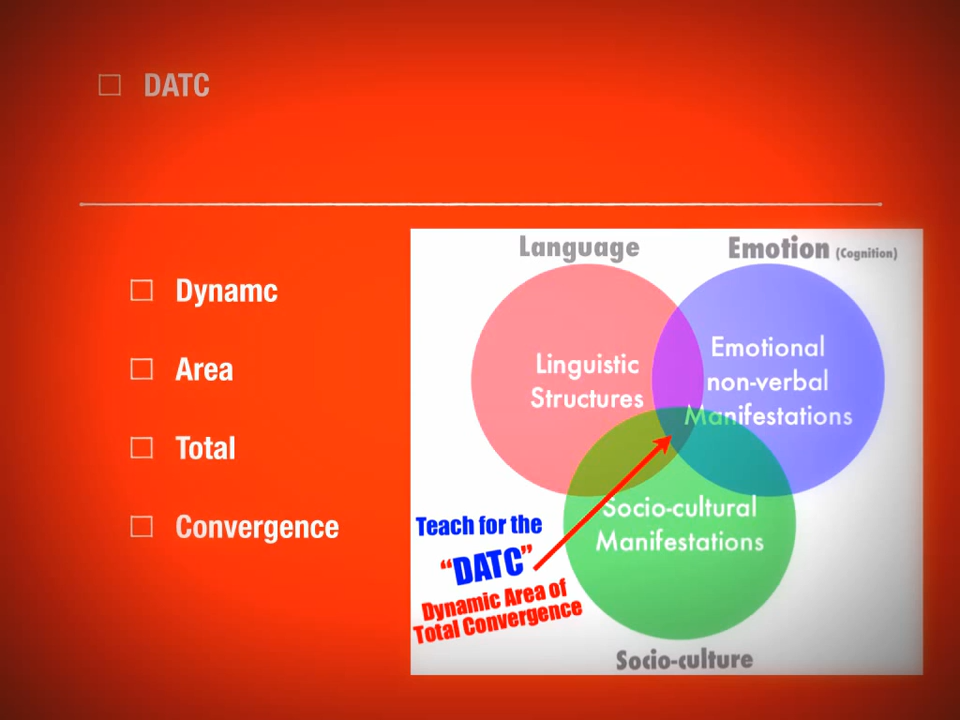 DATC
Dynamc
Area
Total
Convergence
Language
Emotion (Cognition)
Linguistic
Structures
Emotional
non-verbal
Manifestations
Socio-cultural
Manifestations
Teach for the
“DATC”
Dynamic Area of
Total Convergence
Socio-culture